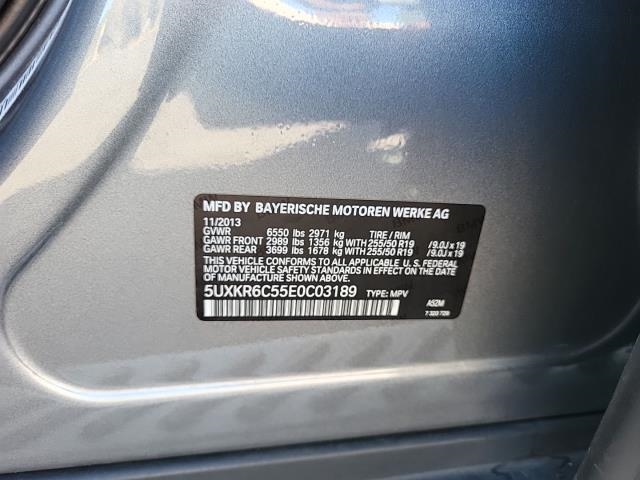 MFD BY BAYERISCHE MOTOREN WERKE AG
11/2013
GVWR 6550 lbs 2971 kg TIRE / RIM
GAWR FRONT 2989 lbs 1356 kg WITH 255/50 R19 /9.0J x 19
GAWR REAR 3699 lbs 1678 kg WITH 255/50 R19 /9.0J x 19
THIS VEHICLE CONFORMS TO ALL APPLICABLE FEDERAL
MOTOR VEHICLE SAFETY STANDARDS IN EFFECT ON THE DATE
OF MANUFACTURE SHOWN ABOVE.
5UXKR6C55E0C03189 TYPE: MPV